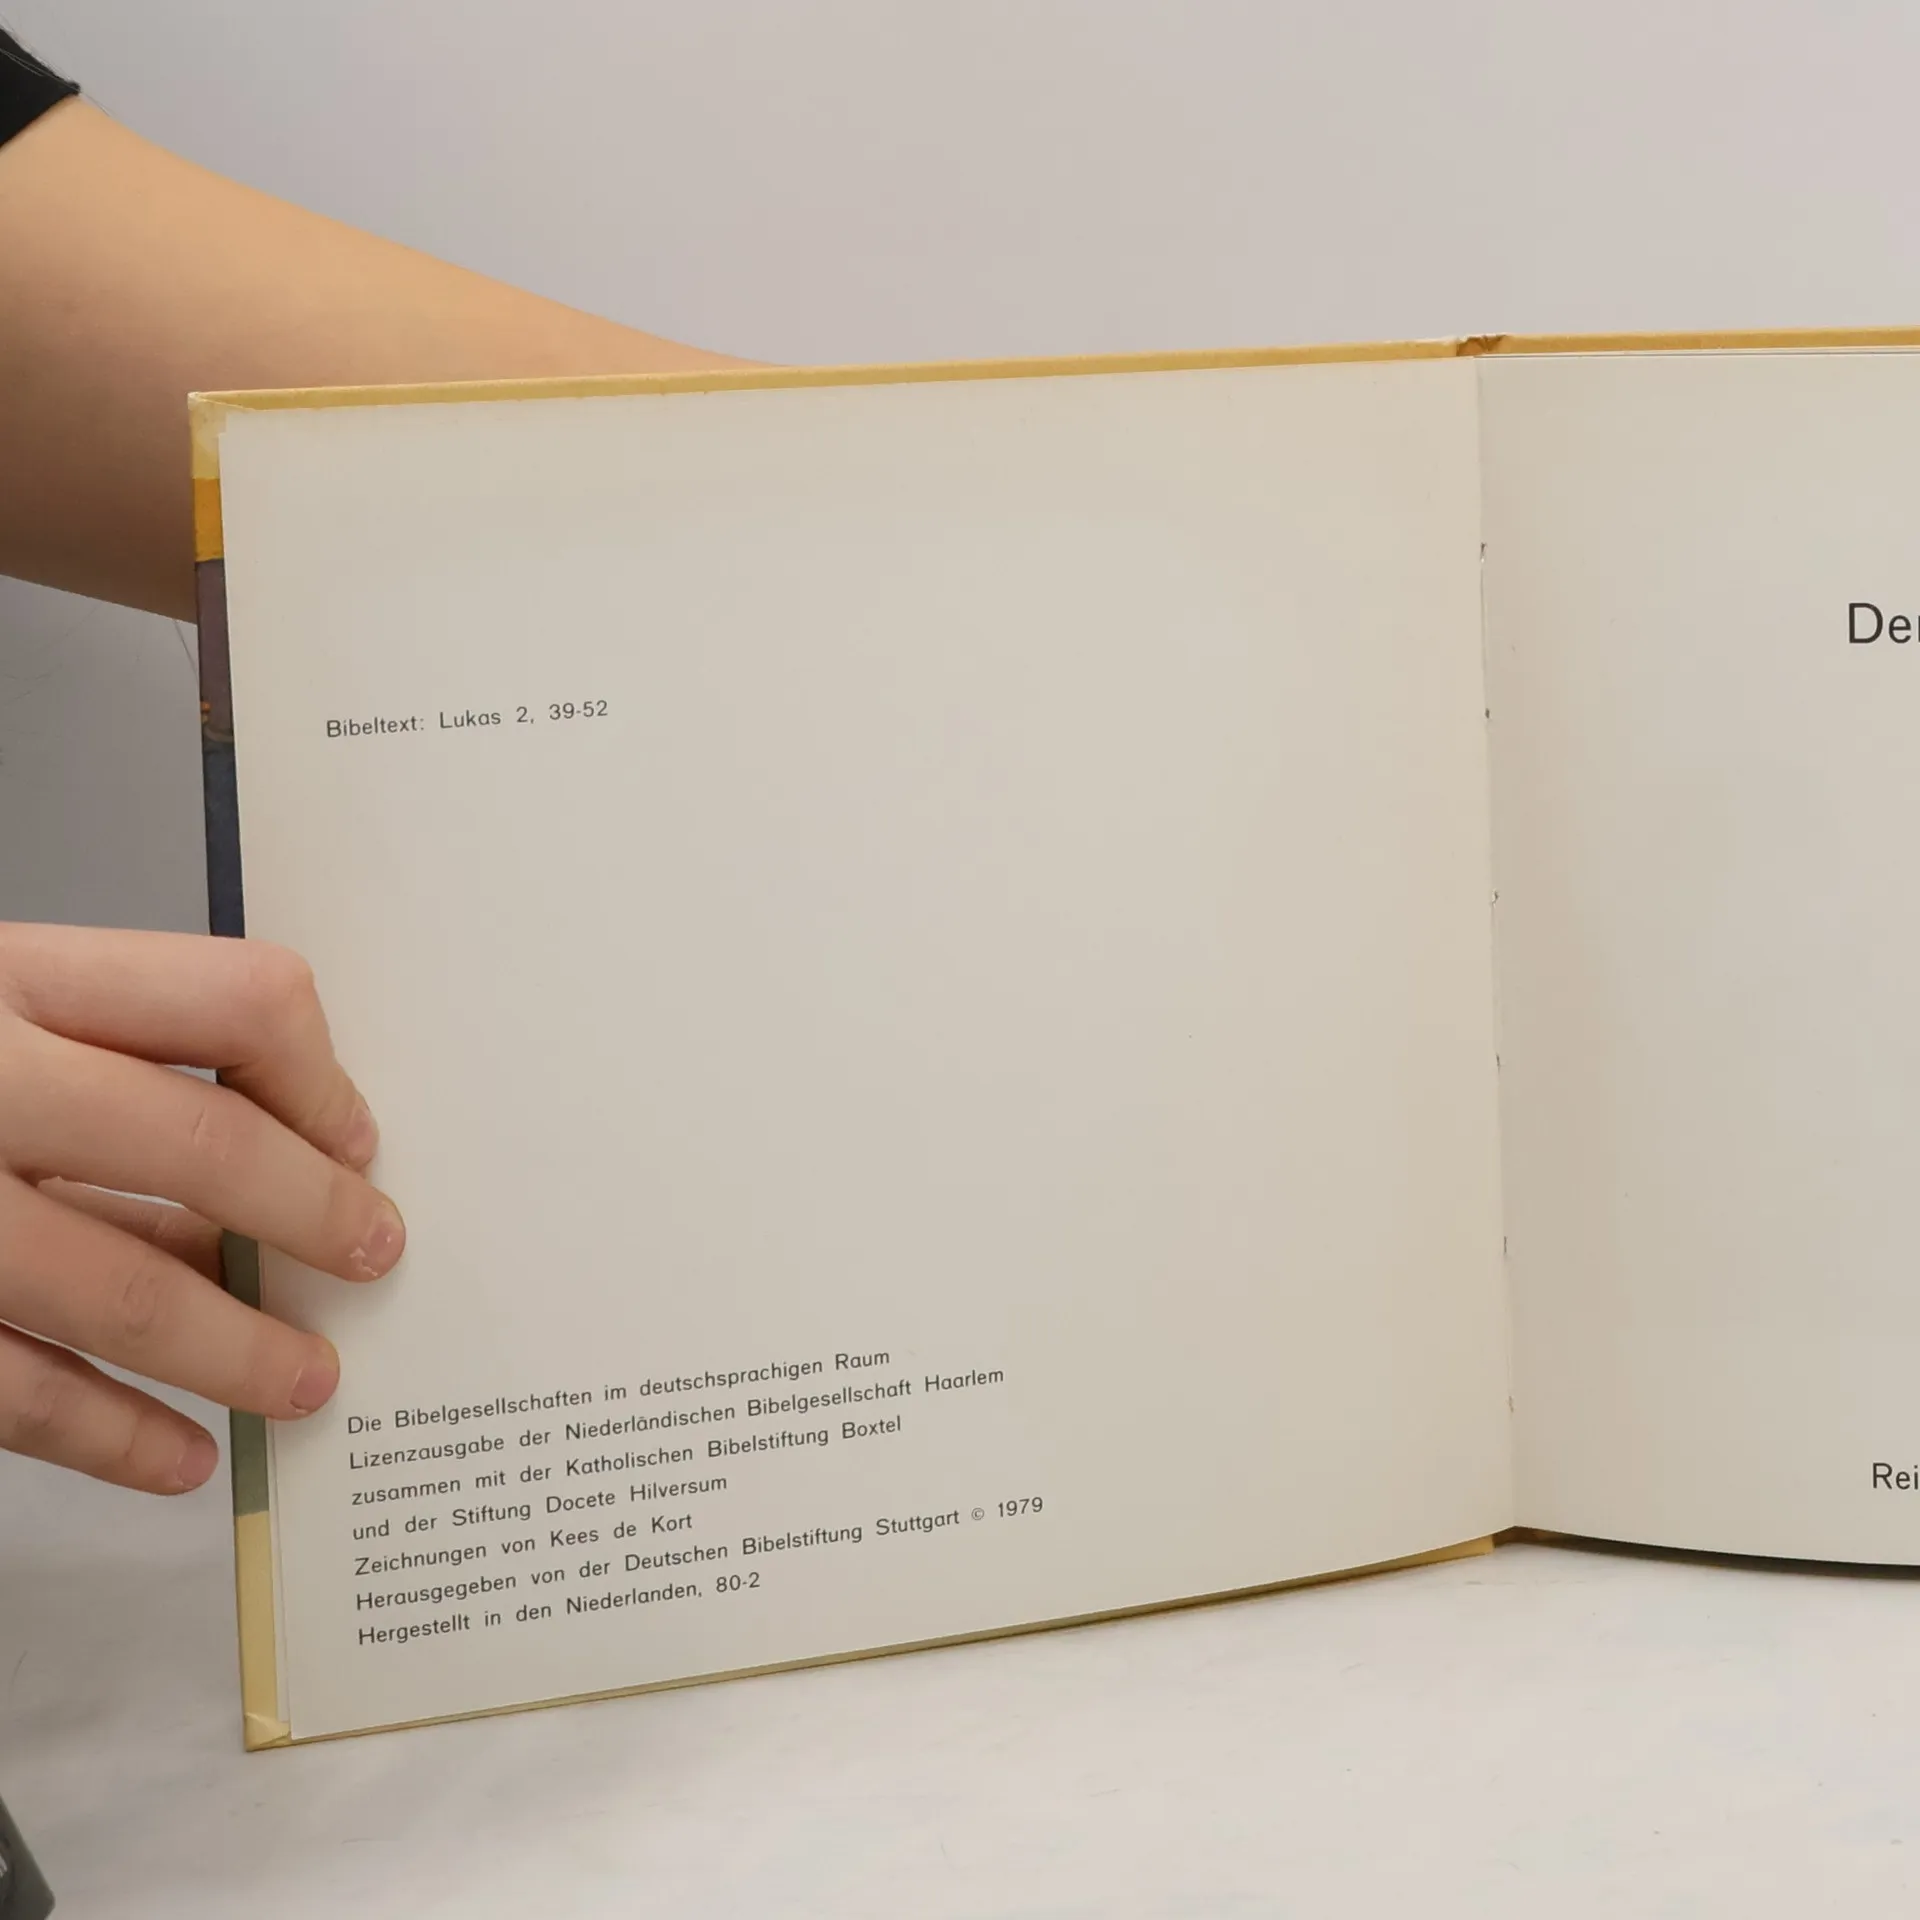 Bibeltext: Lukas 2, 39-52
Die Bibelgesellschaften im deutschsprachigen Raum
Lizenzausgabe der Niederländischen Bibelgesellschaft Haarlem
zusammen mit der Katholischen Bibelstiftung Boxtel
und der Stiftung Docete Hilversum
Zeichnungen von Kees de Kort
Herausgegeben von der Deutschen Bibelstiftung Stuttgart © 1979
Hergestellt in den Niederlanden, 80-2